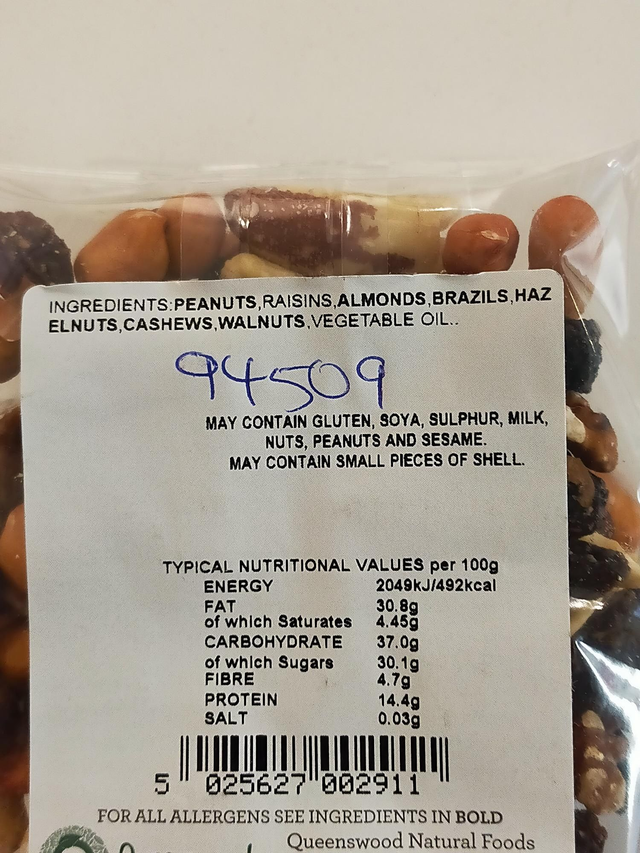 INGREDIENTS:PEANUTS,RAISINS,ALMONDS,BRAZILS,HAZ
ELNUTS,CASHEWS,WALNUTS,VEGETABLE OIL..
94509
MAY CONTAIN GLUTEN, SOYA, SULPHUR, MILK,
NUTS, PEANUTS AND SESAME.
MAY CONTAIN SMALL PIECES OF SHELL.
TYPICAL NUTRITIONAL VALUES per 100g
ENERGY 2049kJ/492kcal
FAT 30.8g
of which Saturates 4.45g
CARBOHYDRATE 37.0g
of which Sugars 30.1g
FIBRE 4.7g
PROTEIN 14.4g
SALT 0.03g
5 025627 002911
FOR ALL ALLERGENS SEE INGREDIENTS IN BOLD
Queenswood Natural Foods